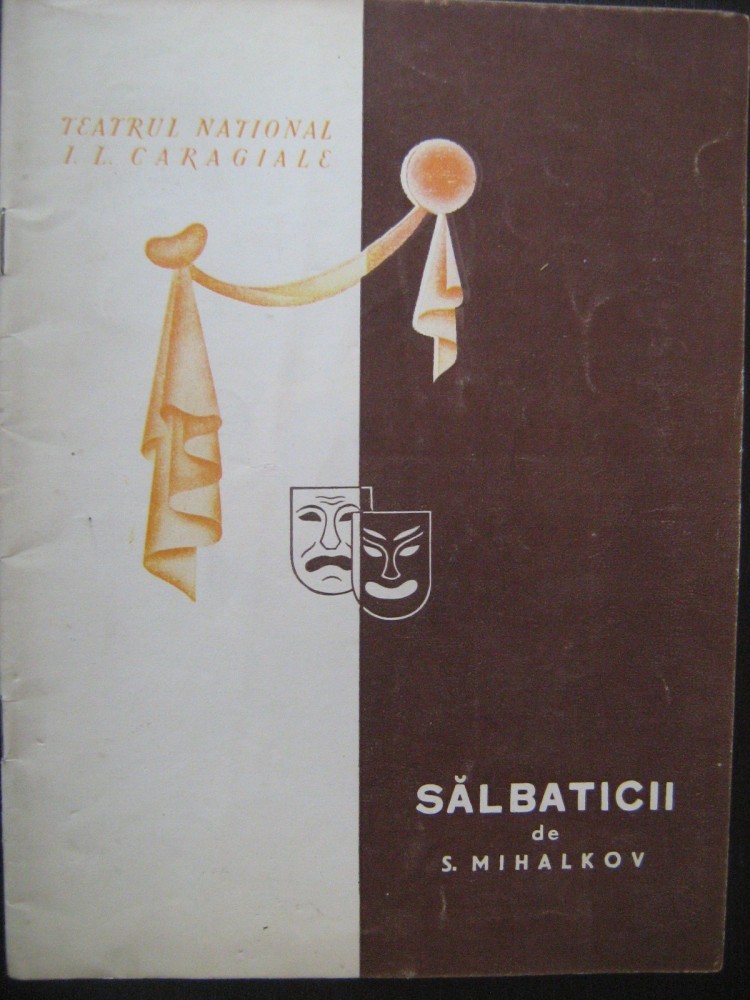 TEATRUL NATIONAL
I. L. CARAGIALE
SĂLBATICII
de
S. MIHALKOV